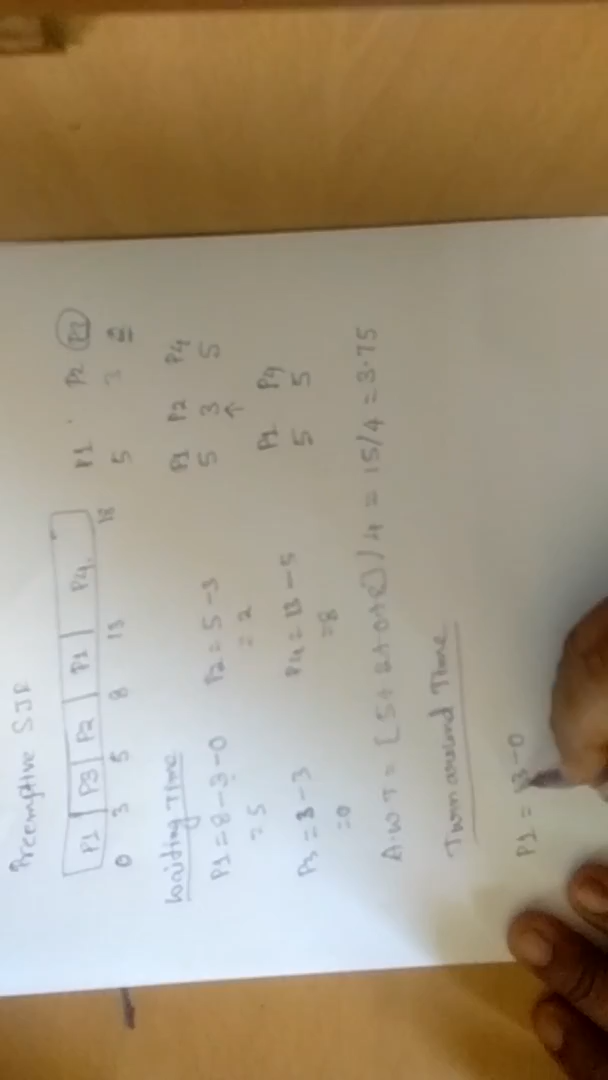 Preemptive SJF
P1 P3 P2 P1 P4
0 3 5 8 13 18
P1 P2
5 3 2
Waiting Time
P1 = 8-3-0
= 5
P2 = 5-3
= 2
P1 P2 P4
5 3 5
↑
P3 = 3-3
=0
P4 = 13-5
=8
P1 P4
5 5
A.W.T = [5+2+0+8]/4 = 15/4 = 3.75
Turn around Time
P1 = 13-0